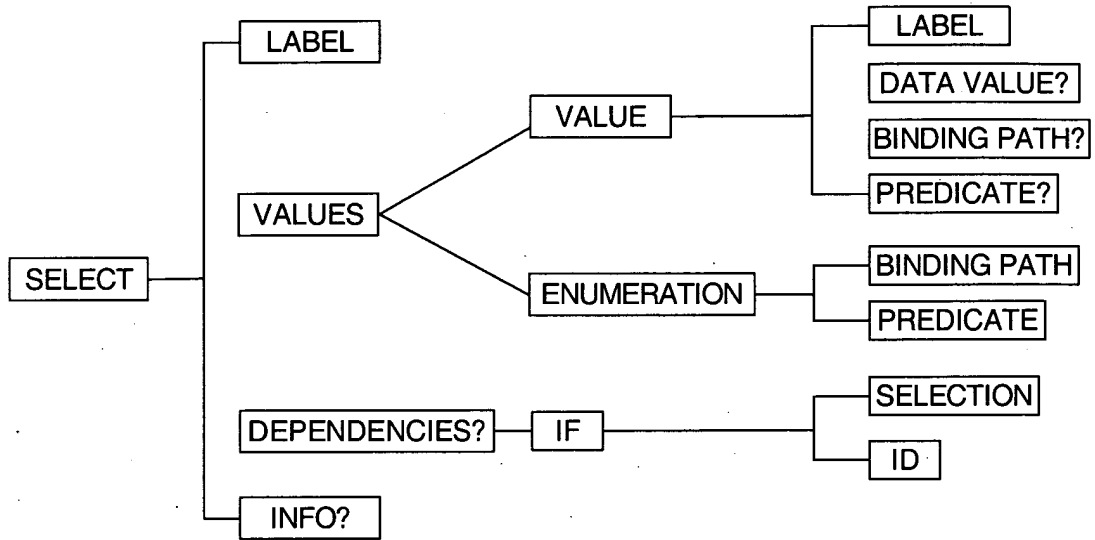 SELECT
LABEL
VALUES
DEPENDENCIES?
INFO?
VALUE
ENUMERATION
IF
LABEL
DATA VALUE?
BINDING PATH?
PREDICATE?
BINDING PATH
PREDICATE
SELECTION
ID